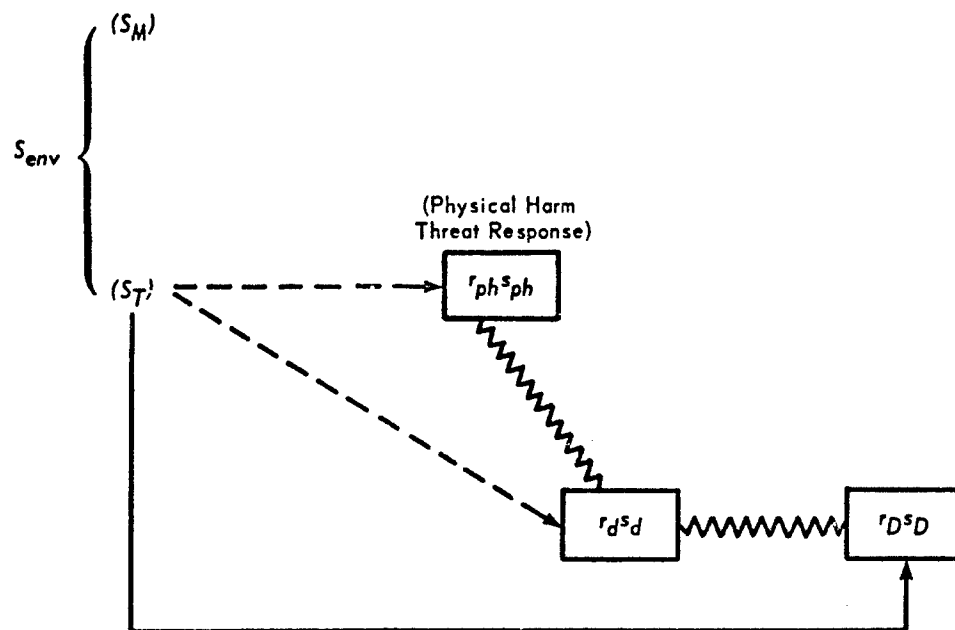 (S_M)
S_env
(Physical Harm
Threat Response)
(S_T)
r_ph s_ph
r_d s_d
r_D s_D